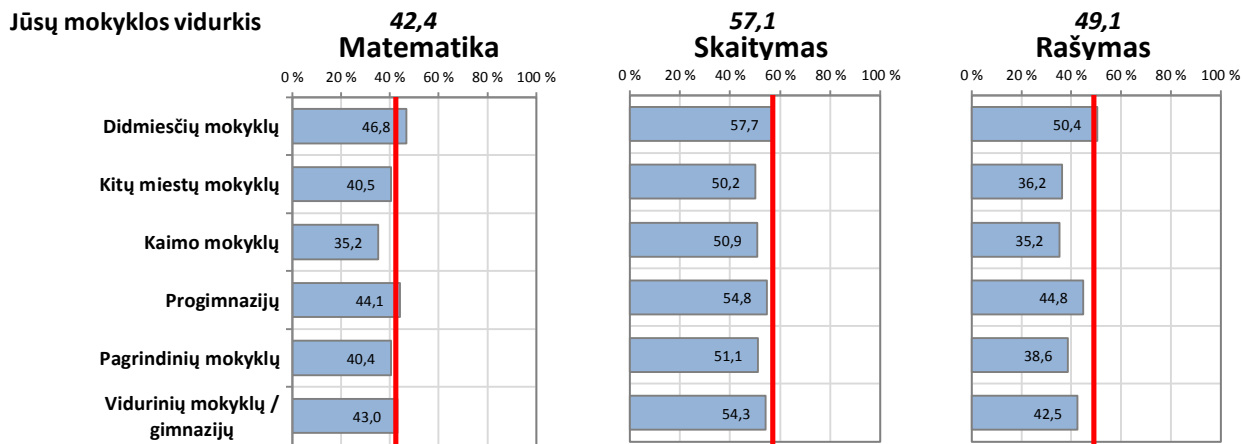 Jūsų mokyklos vidurkis 42,4 57,1 49,1
Matematika Skaitymas Rašymas
0 % 20 % 40 % 60 % 80 % 100 % 0 % 20 % 40 % 60 % 80 % 100 % 0 % 20 % 40 % 60 % 80 % 100 %
Didmiesčių mokyklų 46,8 57,7 50,4
Kitų miestų mokyklų 40,5 50,2 36,2
Kaimo mokyklų 35,2 50,9 35,2
Progimnazijų 44,1 54,8 44,8
Pagrindinių mokyklų 40,4 51,1 38,6
Vidurinių mokyklų /
gimnazijų 43,0 54,3 42,5